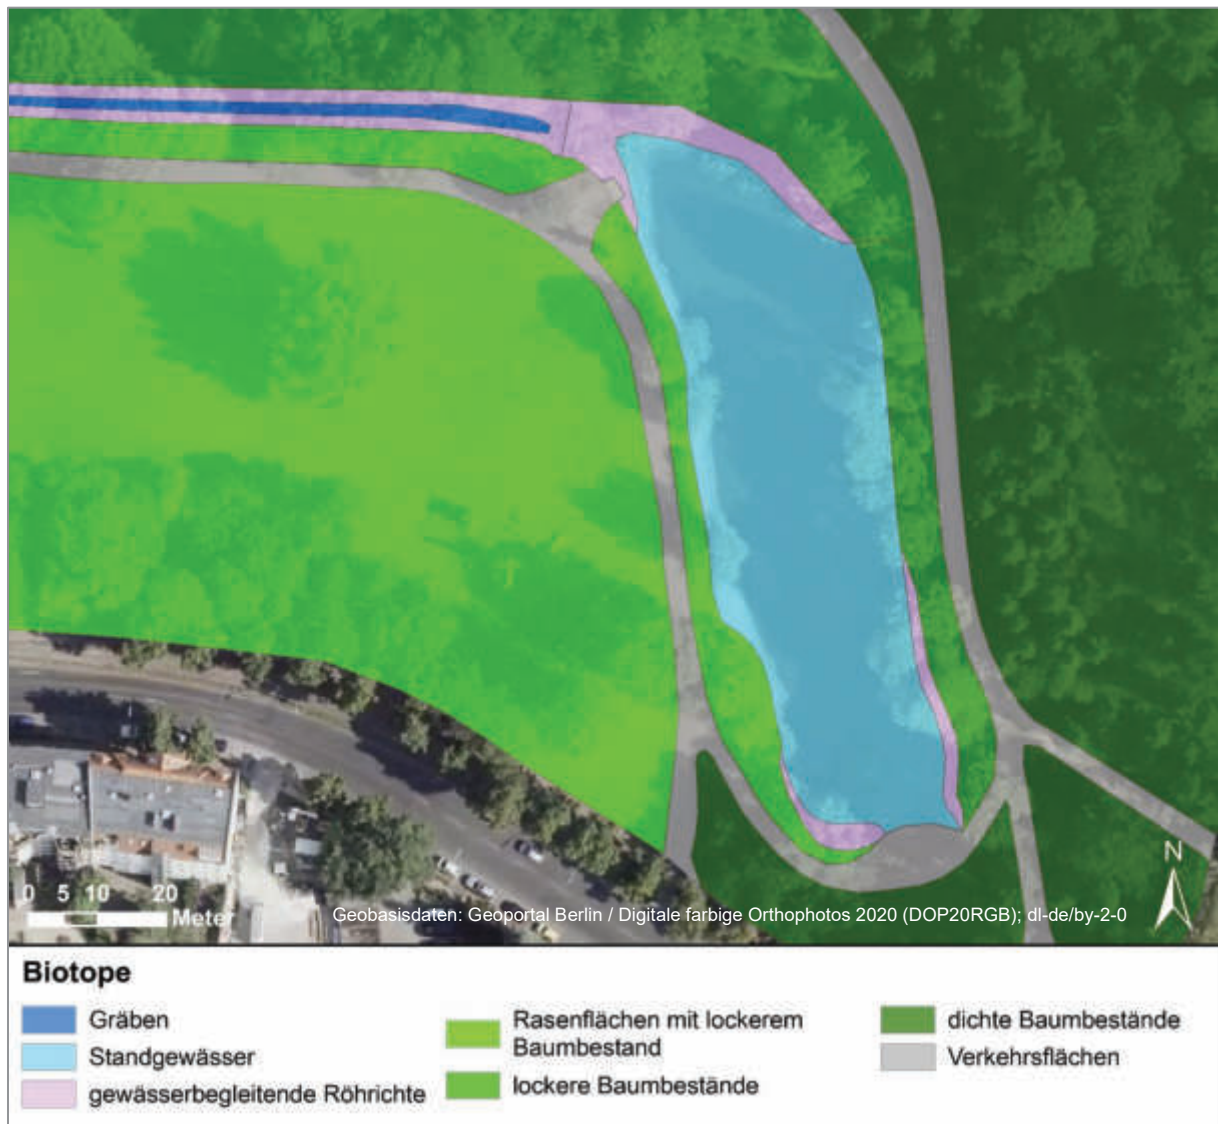 N
0 5 10 20
Meter
Geobasisdaten: Geoportal Berlin / Digitale farbige Orthophotos 2020 (DOP20RGB); dl-de/by-2-0
Biotope
Gräben
Standgewässer
gewässerbegleitende Röhrichte
Rasenflächen mit lockerem
Baumbestand
lockere Baumbestände
dichte Baumbestände
Verkehrsflächen